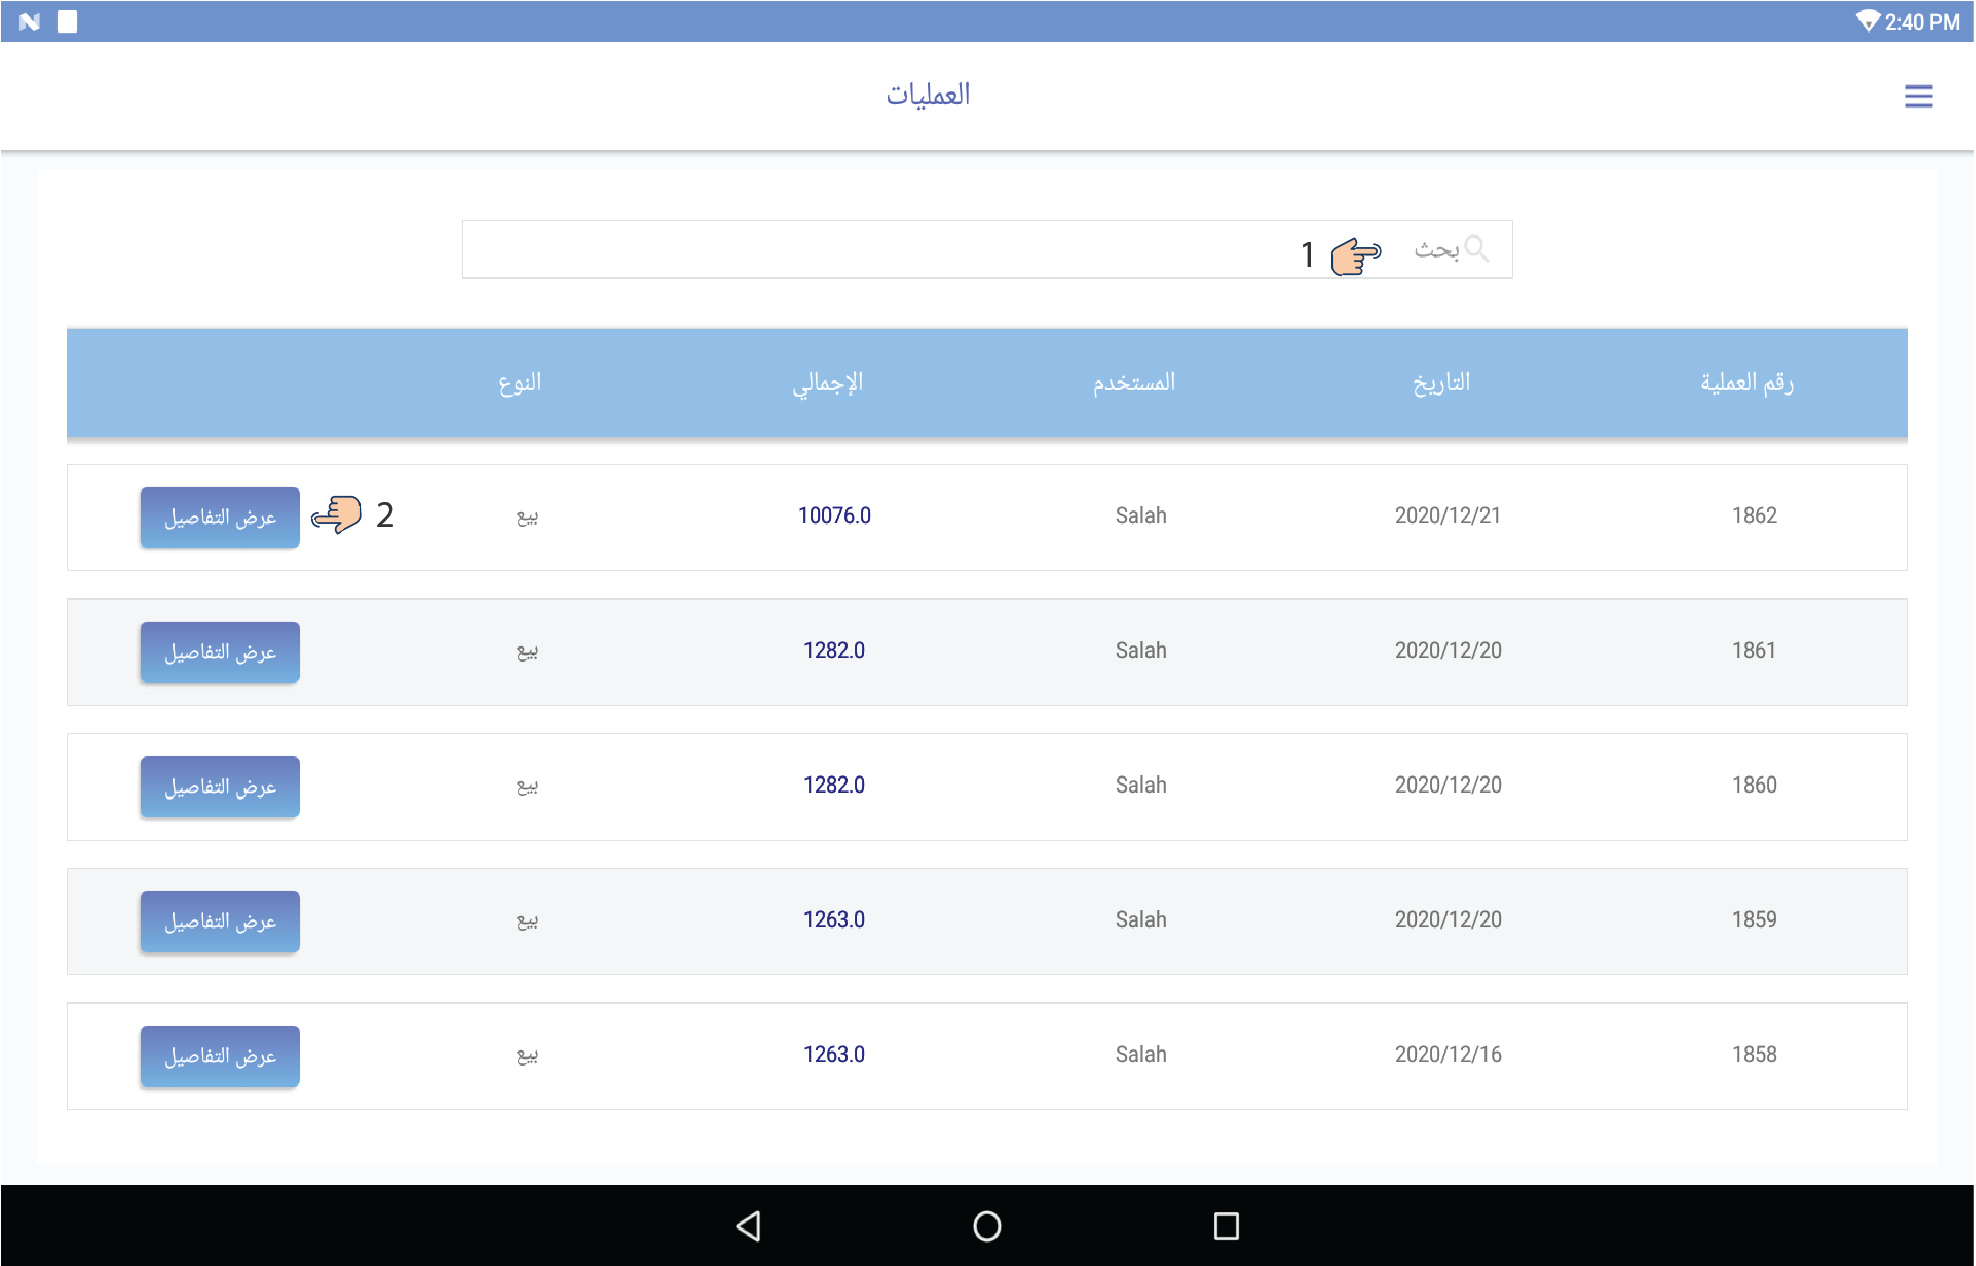 2:40 PM
العمليات
بحث 1
رقم العملية التاريخ المستخدم الإجمالي النوع
1862 2020/12/21 Salah 10076.0 بيع 2 عرض التفاصيل
1861 2020/12/20 Salah 1282.0 بيع عرض التفاصيل
1860 2020/12/20 Salah 1282.0 بيع عرض التفاصيل
1859 2020/12/20 Salah 1263.0 بيع عرض التفاصيل
1858 2020/12/16 Salah 1263.0 بيع عرض التفاصيل